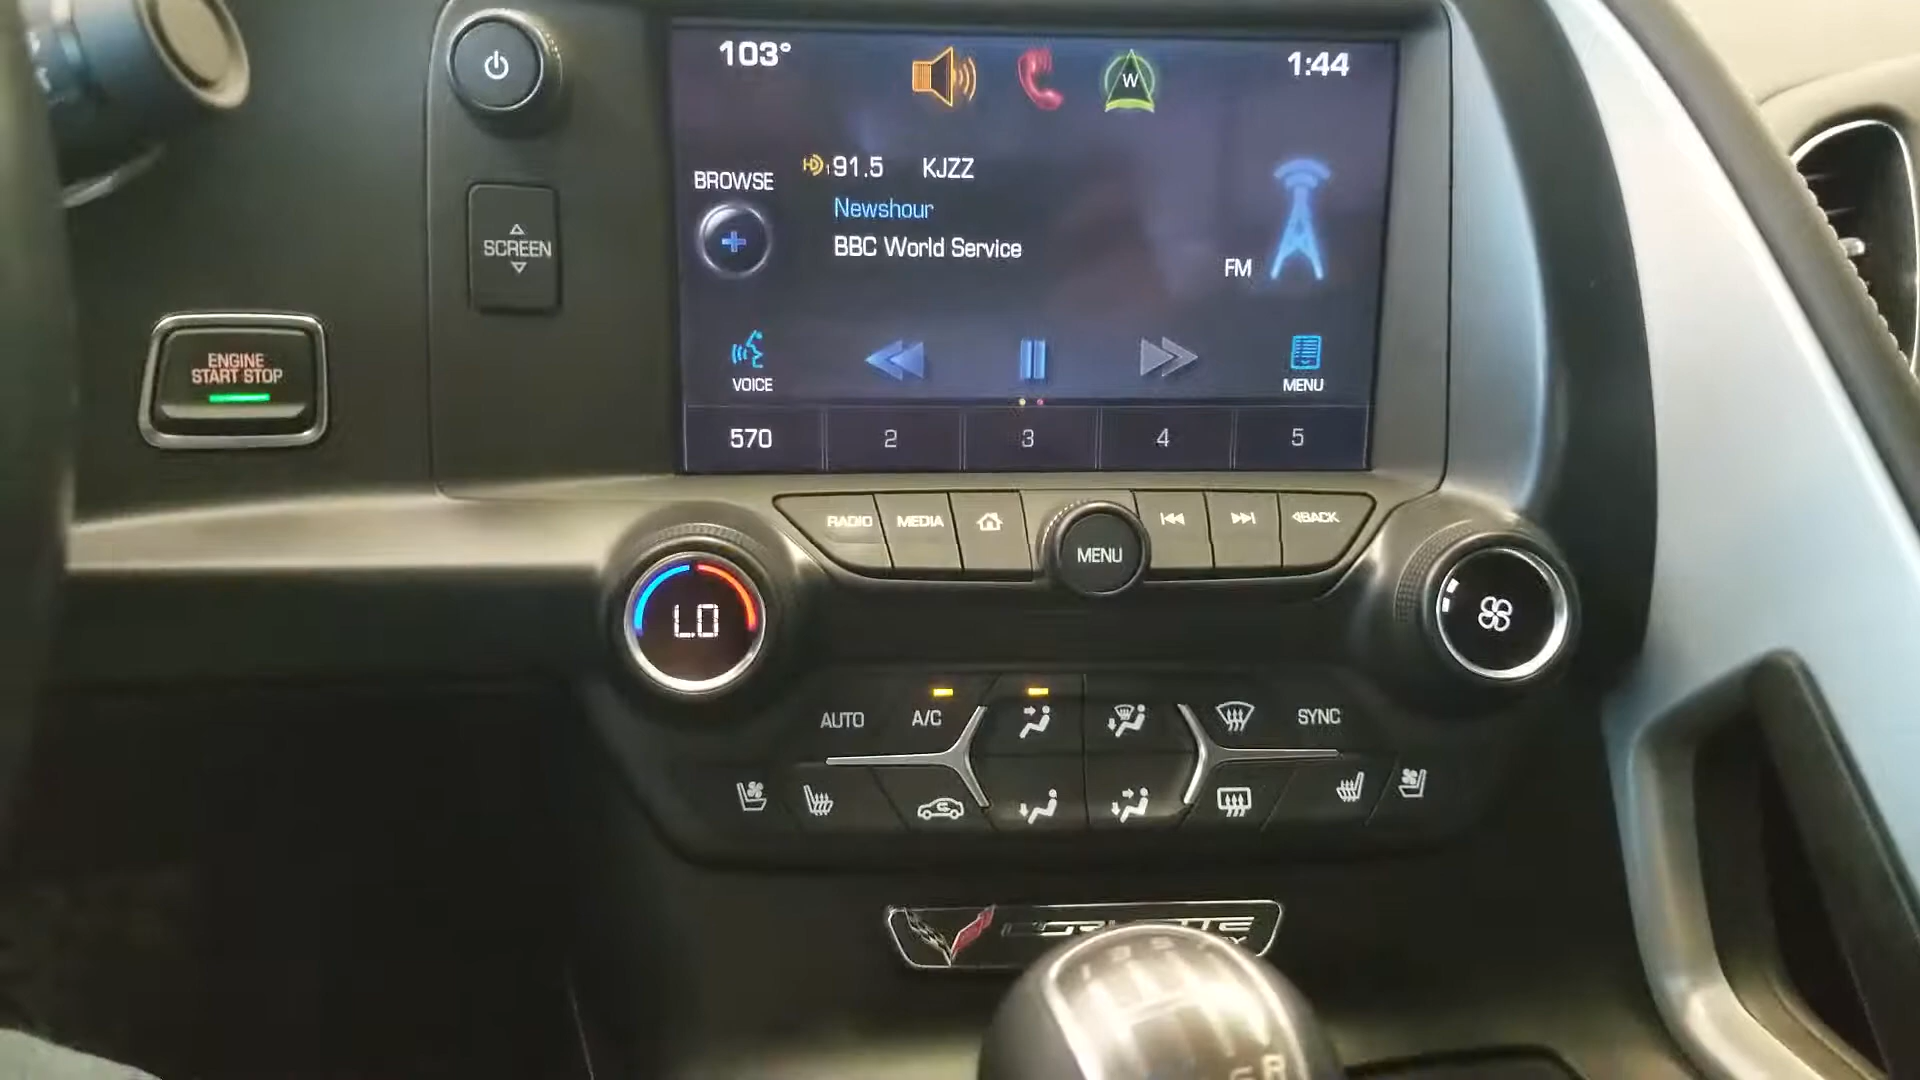 103° W 1:44
BROWSE HD1 91.5 KJZZ
Newshour
BBC World Service
FM
SCREEN
ENGINE
START STOP
VOICE MENU
570 2 3 4 5
RADIO MEDIA MENU BACK
LO
AUTO A/C SYNC
R